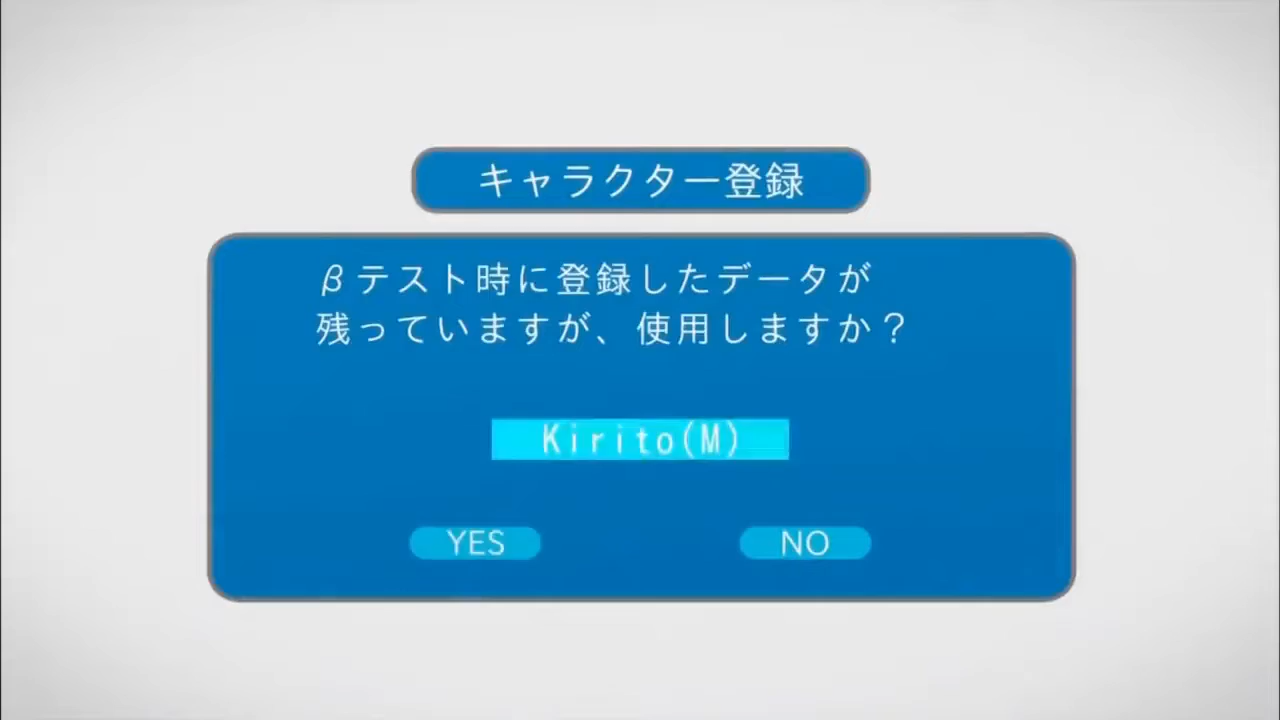 キャラクター登録
βテスト時に登録したデータが
残っていますが、使用しますか？
Kirito(M)
YES
NO